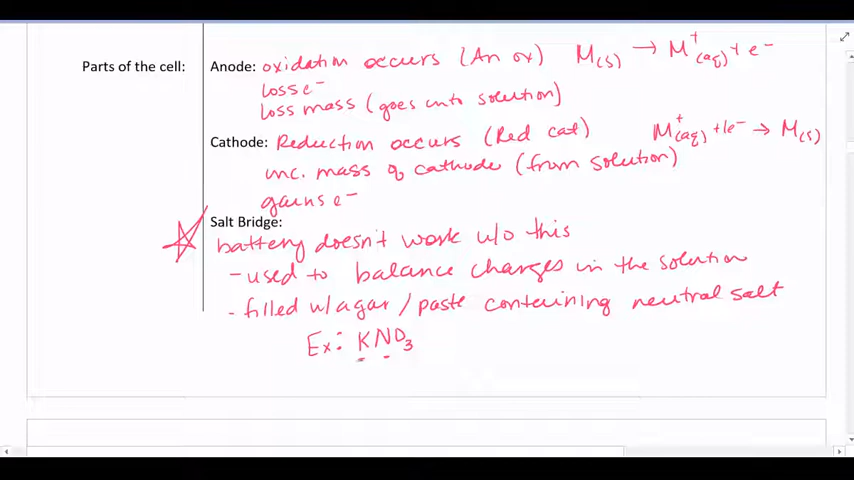 Parts of the cell:
Anode: oxidation occurs (An ox) M(s) → M⁺(aq) + e⁻
loss e⁻
loss mass (goes into solution)
Cathode: Reduction occurs (Red cat) M⁺(aq) + 1e⁻ → M(s)
inc. mass of cathode (from solution)
gains e⁻
Salt Bridge:
battery doesn't work w/o this
- used to balance charges in the solution
- filled w/agar / paste containing neutral salt
Ex: KNO₃